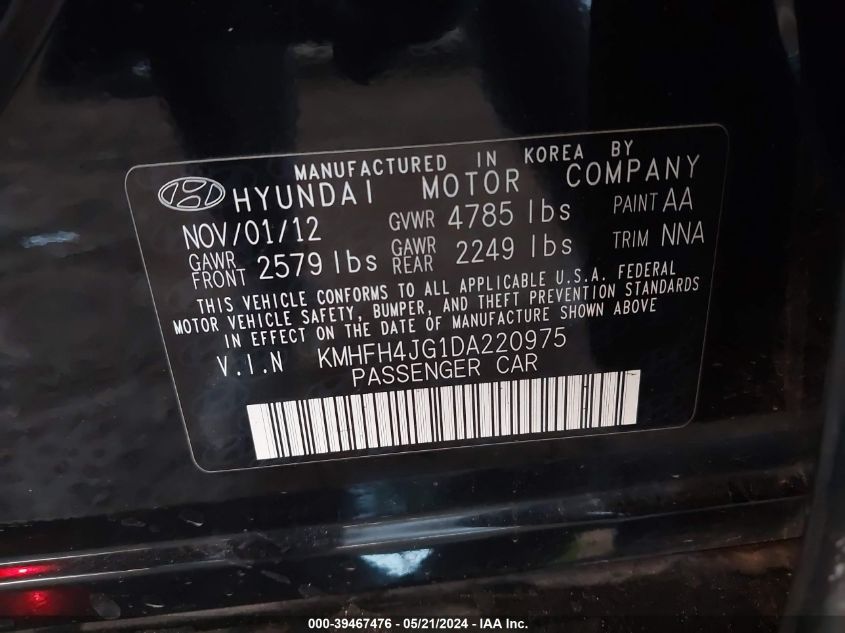 MANUFACTURED IN KOREA BY
HYUNDAI MOTOR COMPANY
NOV/01/12 GVWR 4785 lbs PAINT AA
GAWR FRONT 2579 lbs GAWR REAR 2249 lbs TRIM NNA
THIS VEHICLE CONFORMS TO ALL APPLICABLE U.S.A. FEDERAL
MOTOR VEHICLE SAFETY, BUMPER, AND THEFT PREVENTION STANDARDS
IN EFFECT ON THE DATE OF MANUFACTURE SHOWN ABOVE
V.I.N KMHFH4JG1DA220975
PASSENGER CAR
000-39467476 - 05/21/2024 - IAA Inc.